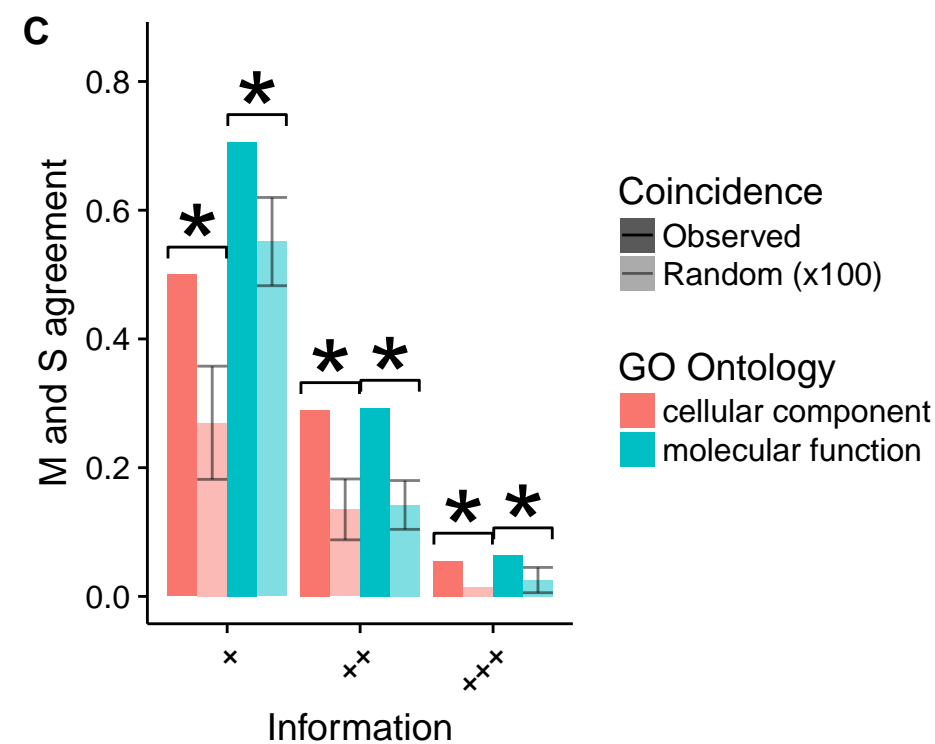 C
M and S agreement
0.8
0.6
0.4
0.2
0.0
*
*
*
*
*
*
+
++
+++
Information
Coincidence
Observed
Random (x100)
GO Ontology
cellular component
molecular function